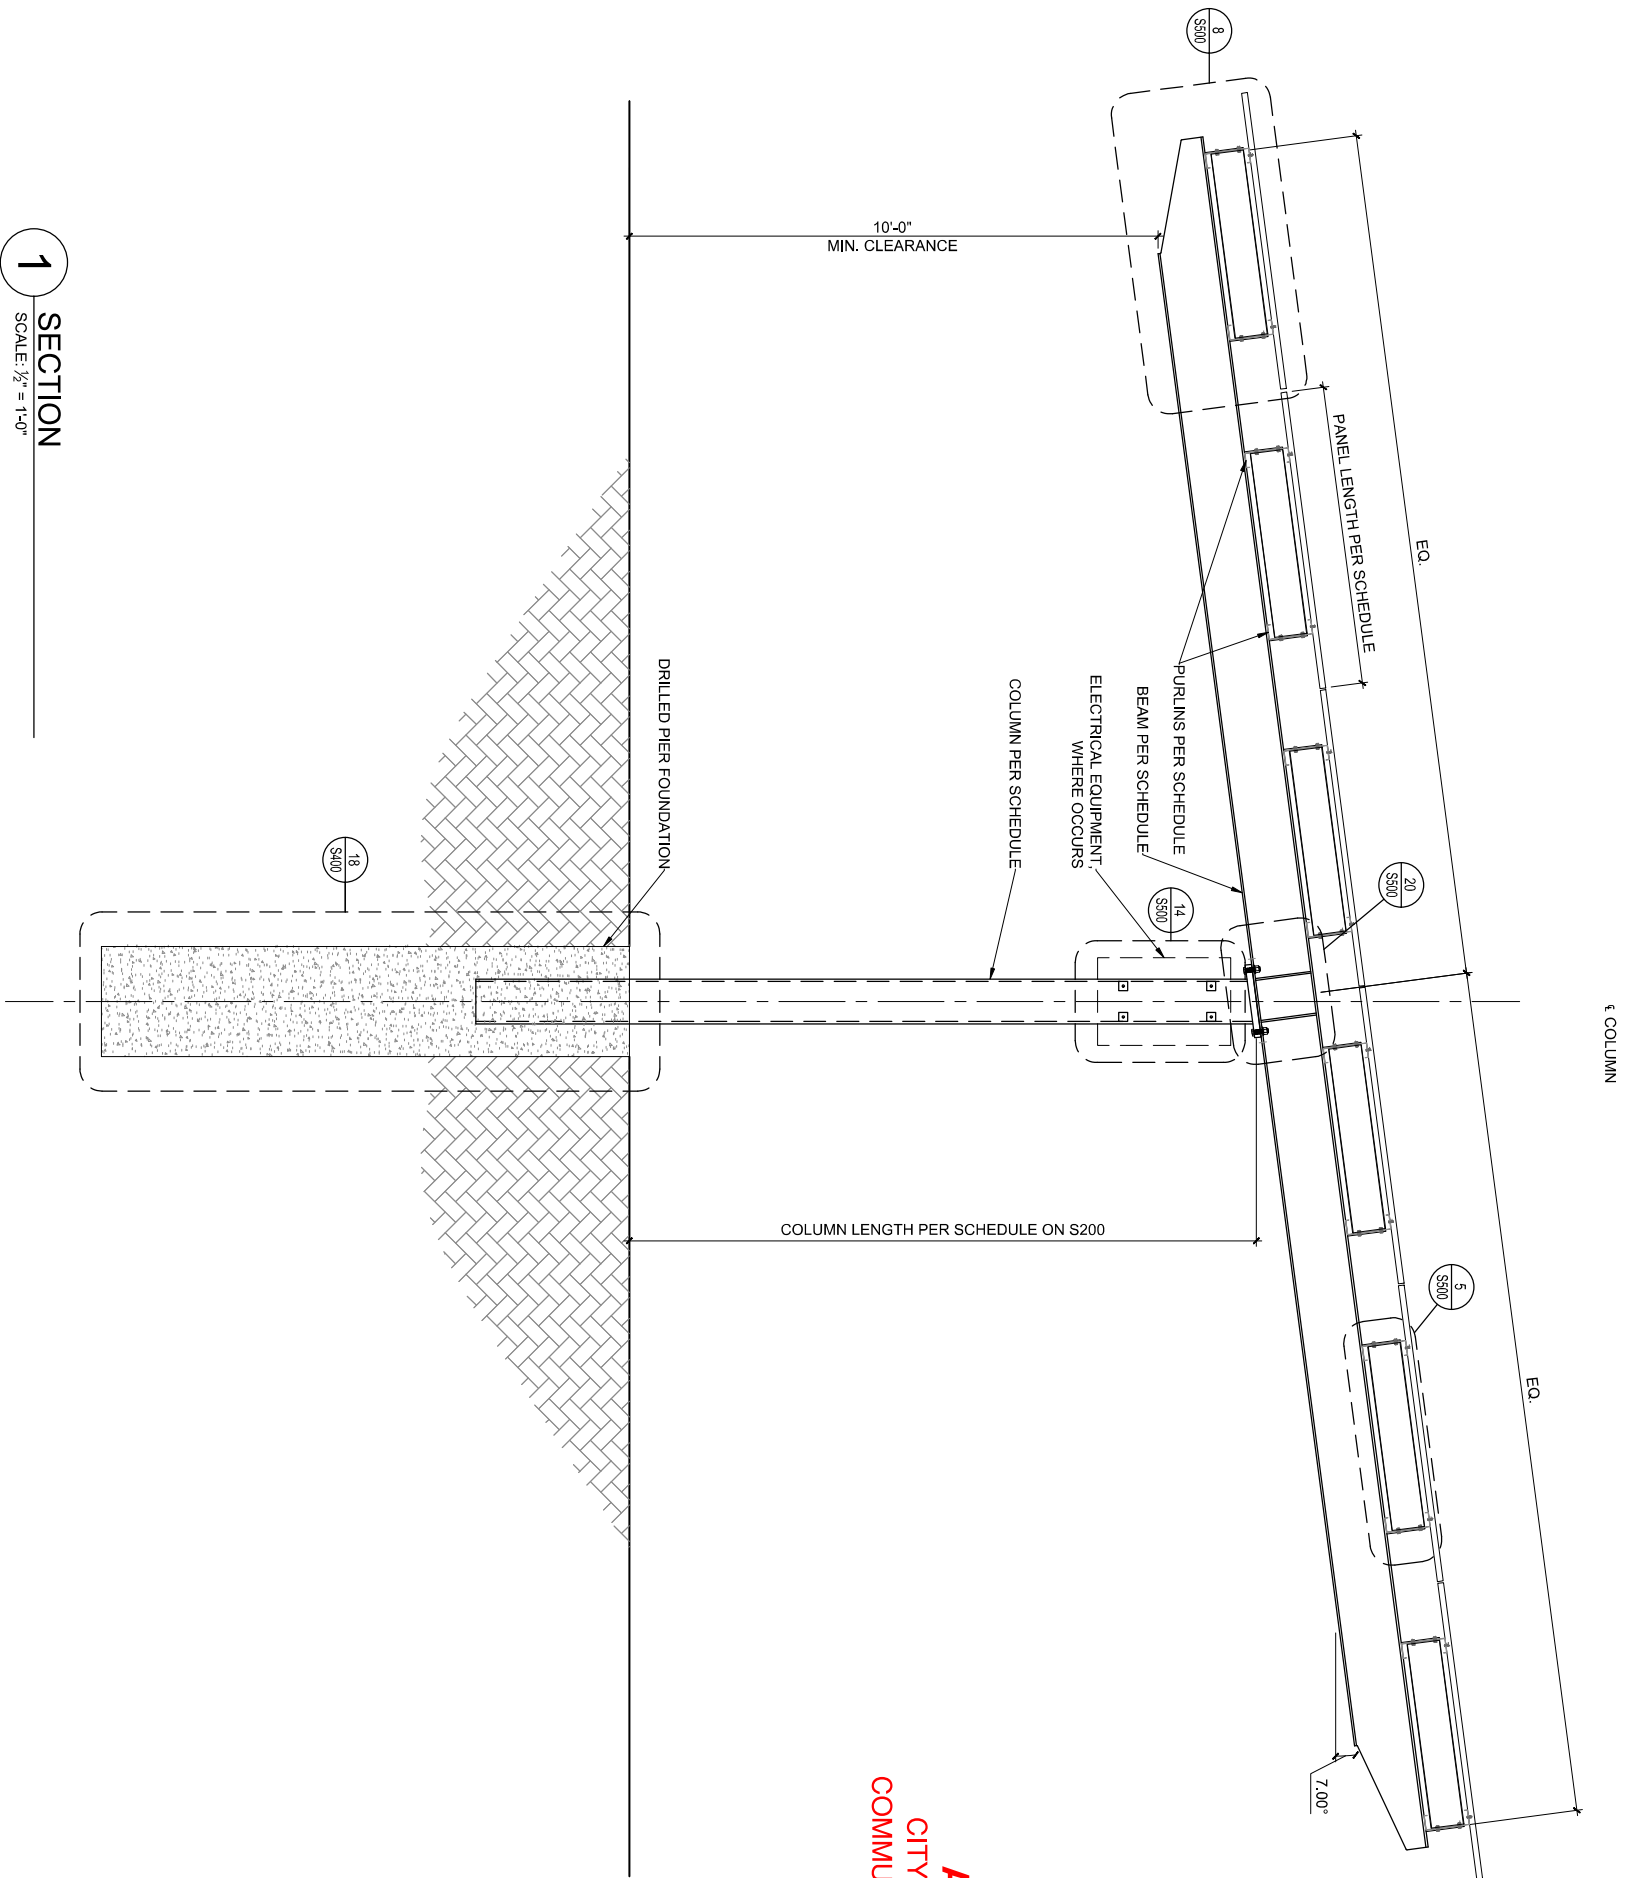 ℄ COLUMN
EQ.
EQ.
PANEL LENGTH PER SCHEDULE
8
S500
20
S500
5
S500
7.00°
10'-0"
MIN. CLEARANCE
PURLINS PER SCHEDULE
BEAM PER SCHEDULE
ELECTRICAL EQUIPMENT,
WHERE OCCURS
14
S500
COLUMN PER SCHEDULE
COLUMN LENGTH PER SCHEDULE ON S200
DRILLED PIER FOUNDATION
18
S400
1
SECTION
SCALE: ½" = 1'-0"
CITY
COMMU